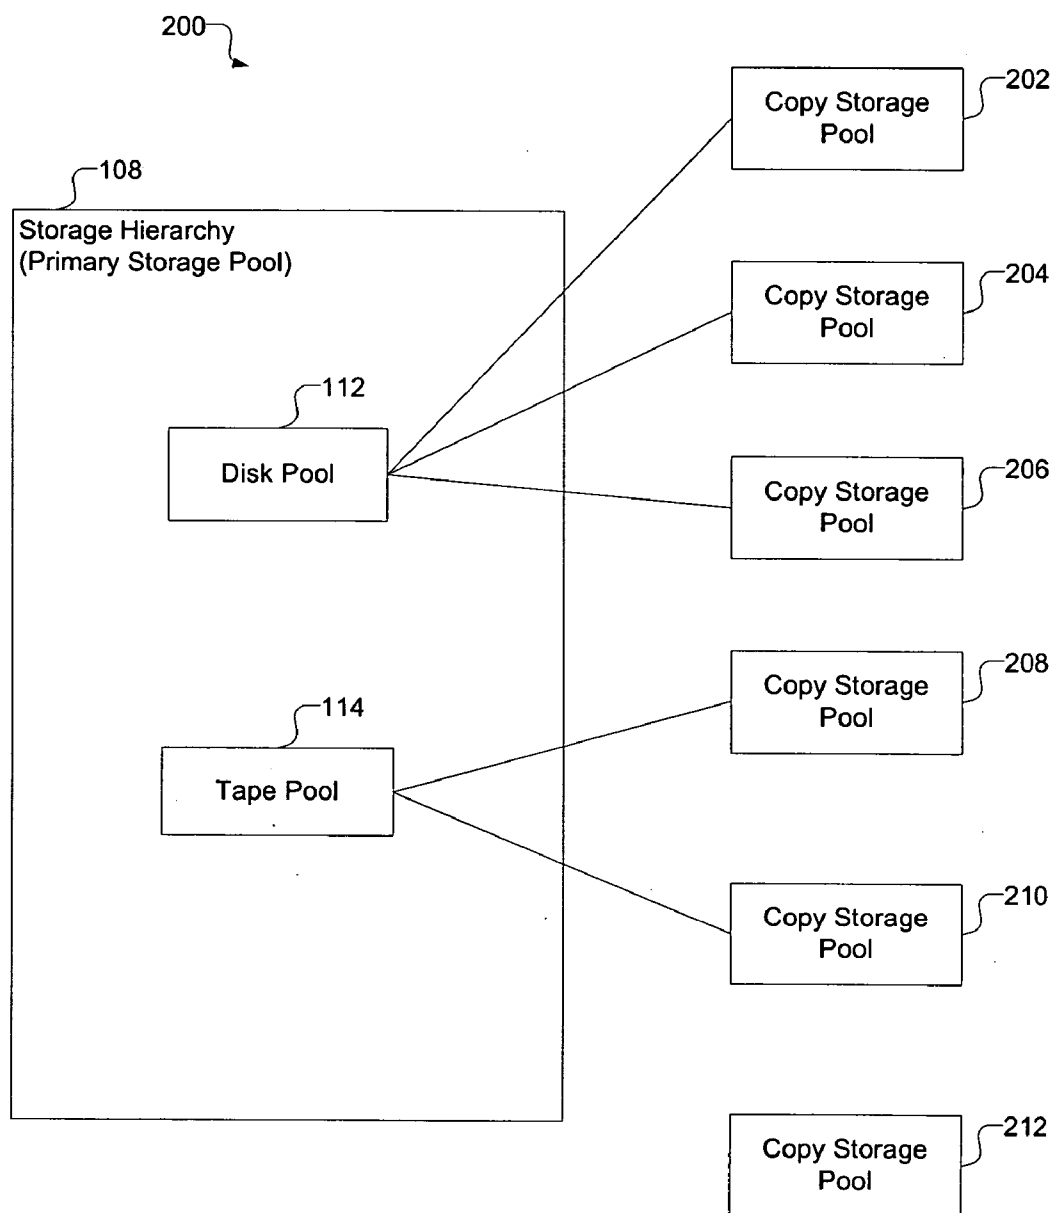 200
202
Copy Storage
Pool
108
Storage Hierarchy
(Primary Storage Pool)
204
Copy Storage
Pool
112
Disk Pool
206
Copy Storage
Pool
208
Copy Storage
Pool
114
Tape Pool
210
Copy Storage
Pool
212
Copy Storage
Pool